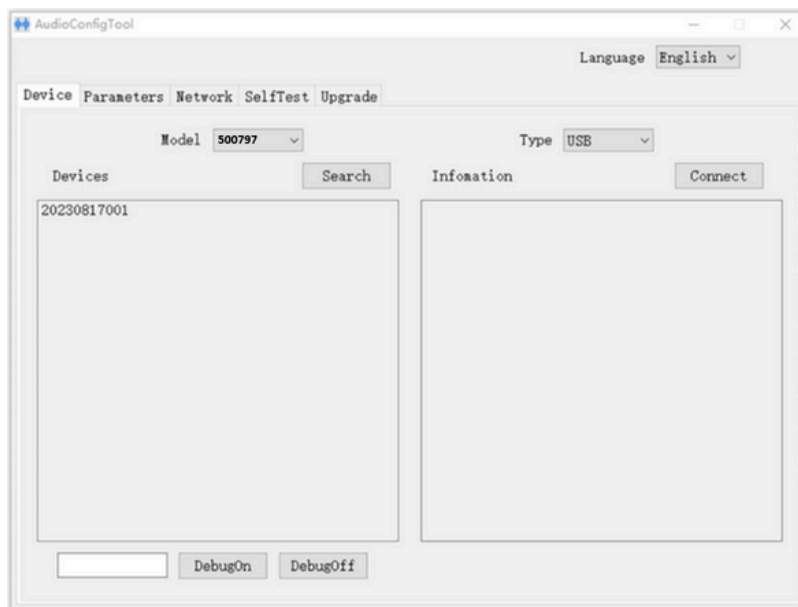 AudioConfigTool
Language English
Device Parameters Network SelfTest Upgrade
Model 500797 Type USB
Devices Search Infomation Connect
20230817001
DebugOn DebugOff